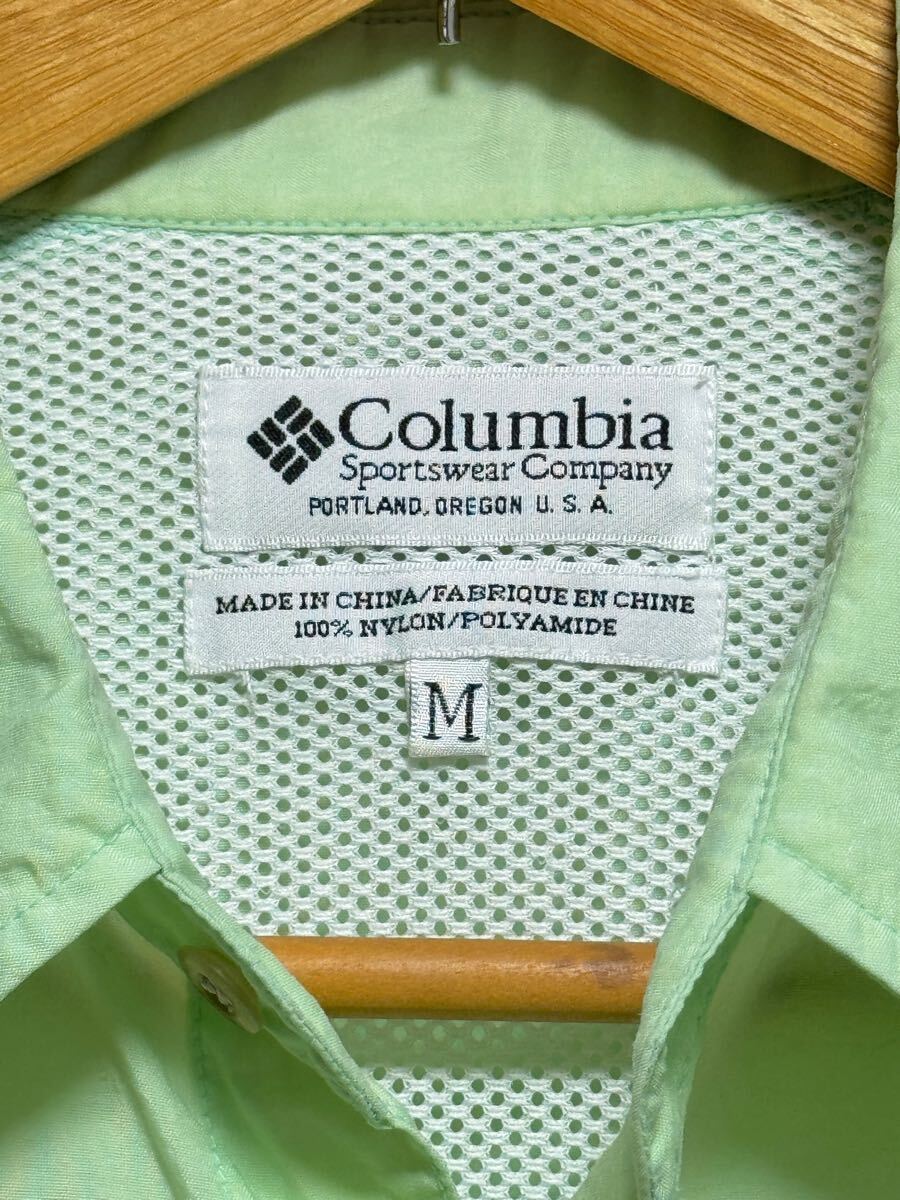 Columbia
Sportswear Company
PORTLAND, OREGON U.S.A.
MADE IN CHINA/FABRIQUE EN CHINE
100% NYLON/POLYAMIDE
M